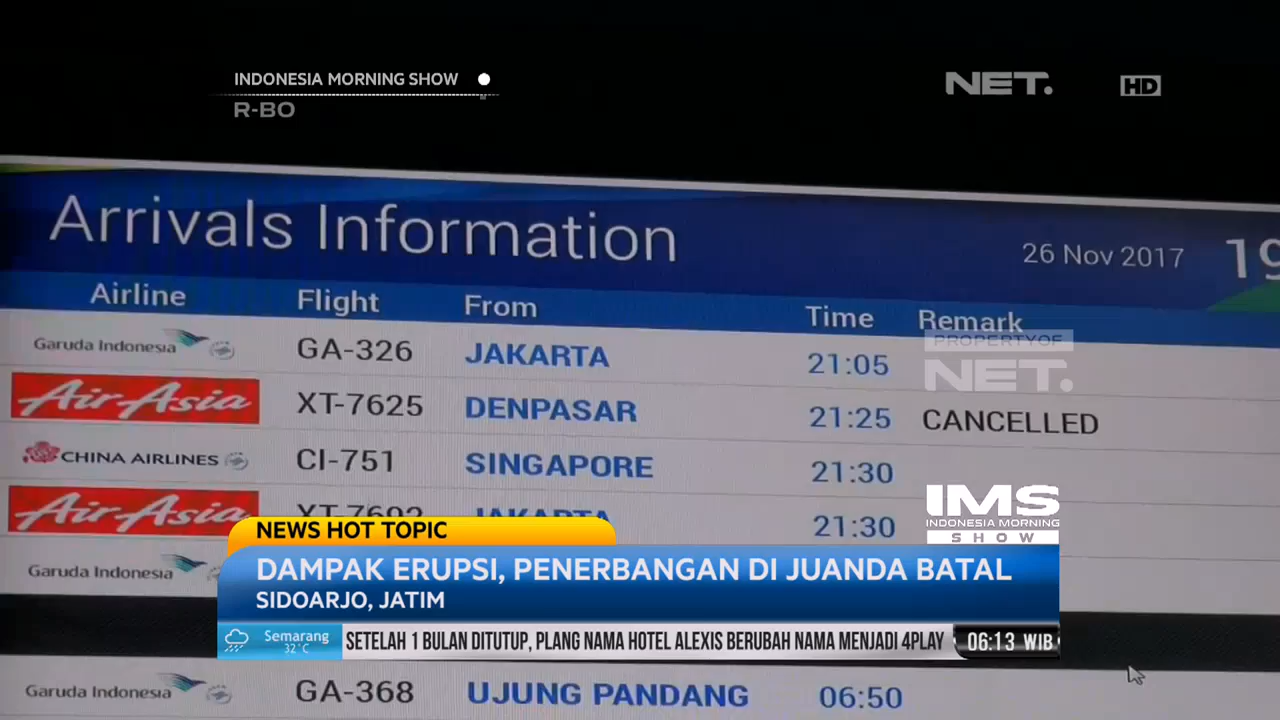 INDONESIA MORNING SHOW
R-BO
NET.
HD
Arrivals Information
26 Nov 2017 19
Airline Flight From Time Remark
PROPERTY OF
NET.
Garuda Indonesia GA-326 JAKARTA 21:05
AirAsia XT-7625 DENPASAR 21:25 CANCELLED
CHINA AIRLINES CI-751 SINGAPORE 21:30
AirAsia XT-7692 JAKARTA 21:30
IMS
INDONESIA MORNING
SHOW
NEWS HOT TOPIC
Garuda Indonesia
DAMPAK ERUPSI, PENERBANGAN DI JUANDA BATAL
SIDOARJO, JATIM
Semarang
32°C
SETELAH 1 BULAN DITUTUP, PLANG NAMA HOTEL ALEXIS BERUBAH NAMA MENJADI 4PLAY
06:13 WIB
Garuda Indonesia GA-368 UJUNG PANDANG 06:50